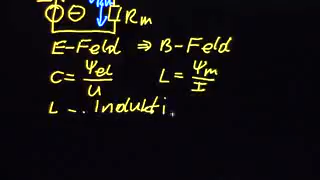 Rm
E-Feld ⇒ B-Feld
C = Ψel/U    L = Ψm/I
L -.. Indukti